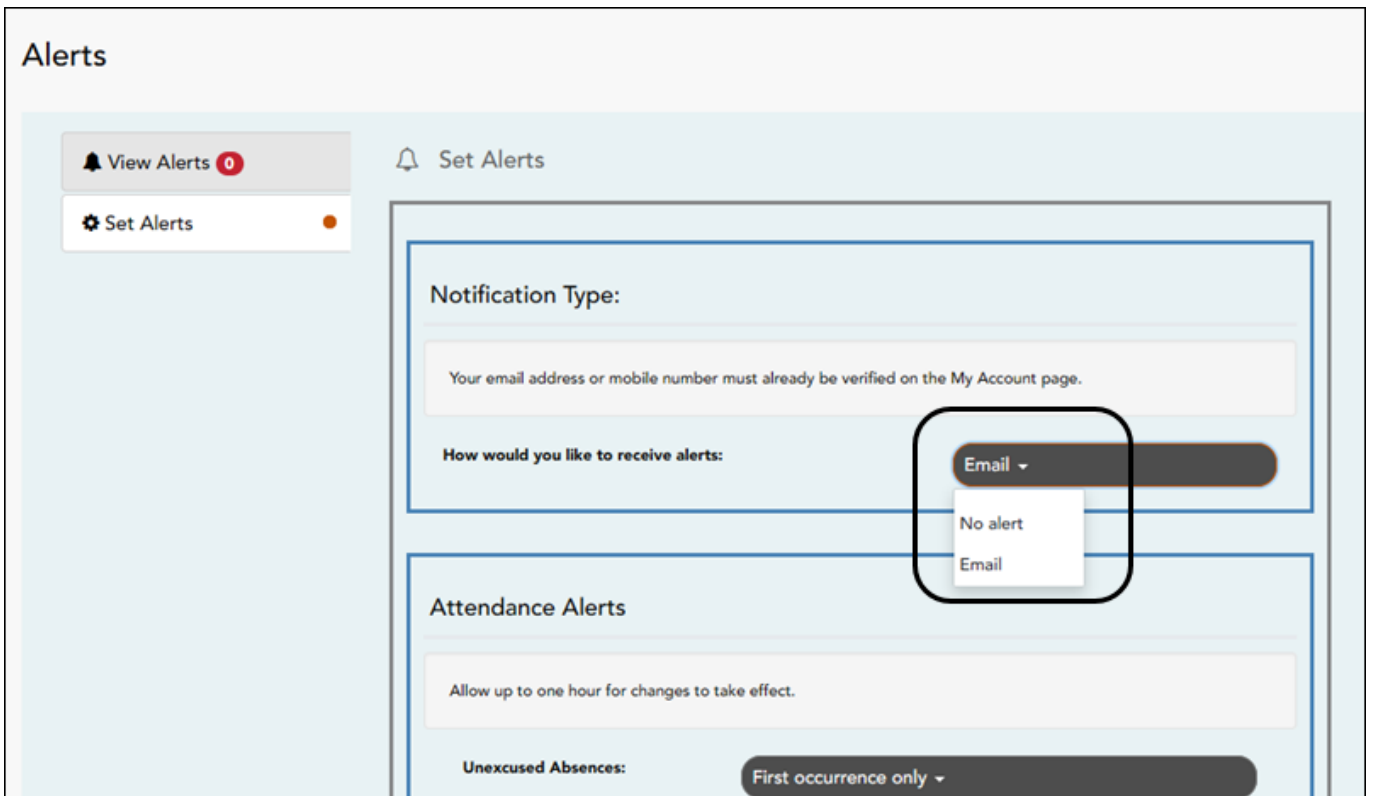 Alerts
View Alerts 0
Set Alerts
Set Alerts
Notification Type:
Your email address or mobile number must already be verified on the My Account page.
How would you like to receive alerts:
Email
No alert
Email
Attendance Alerts
Allow up to one hour for changes to take effect.
Unexcused Absences:
First occurrence only